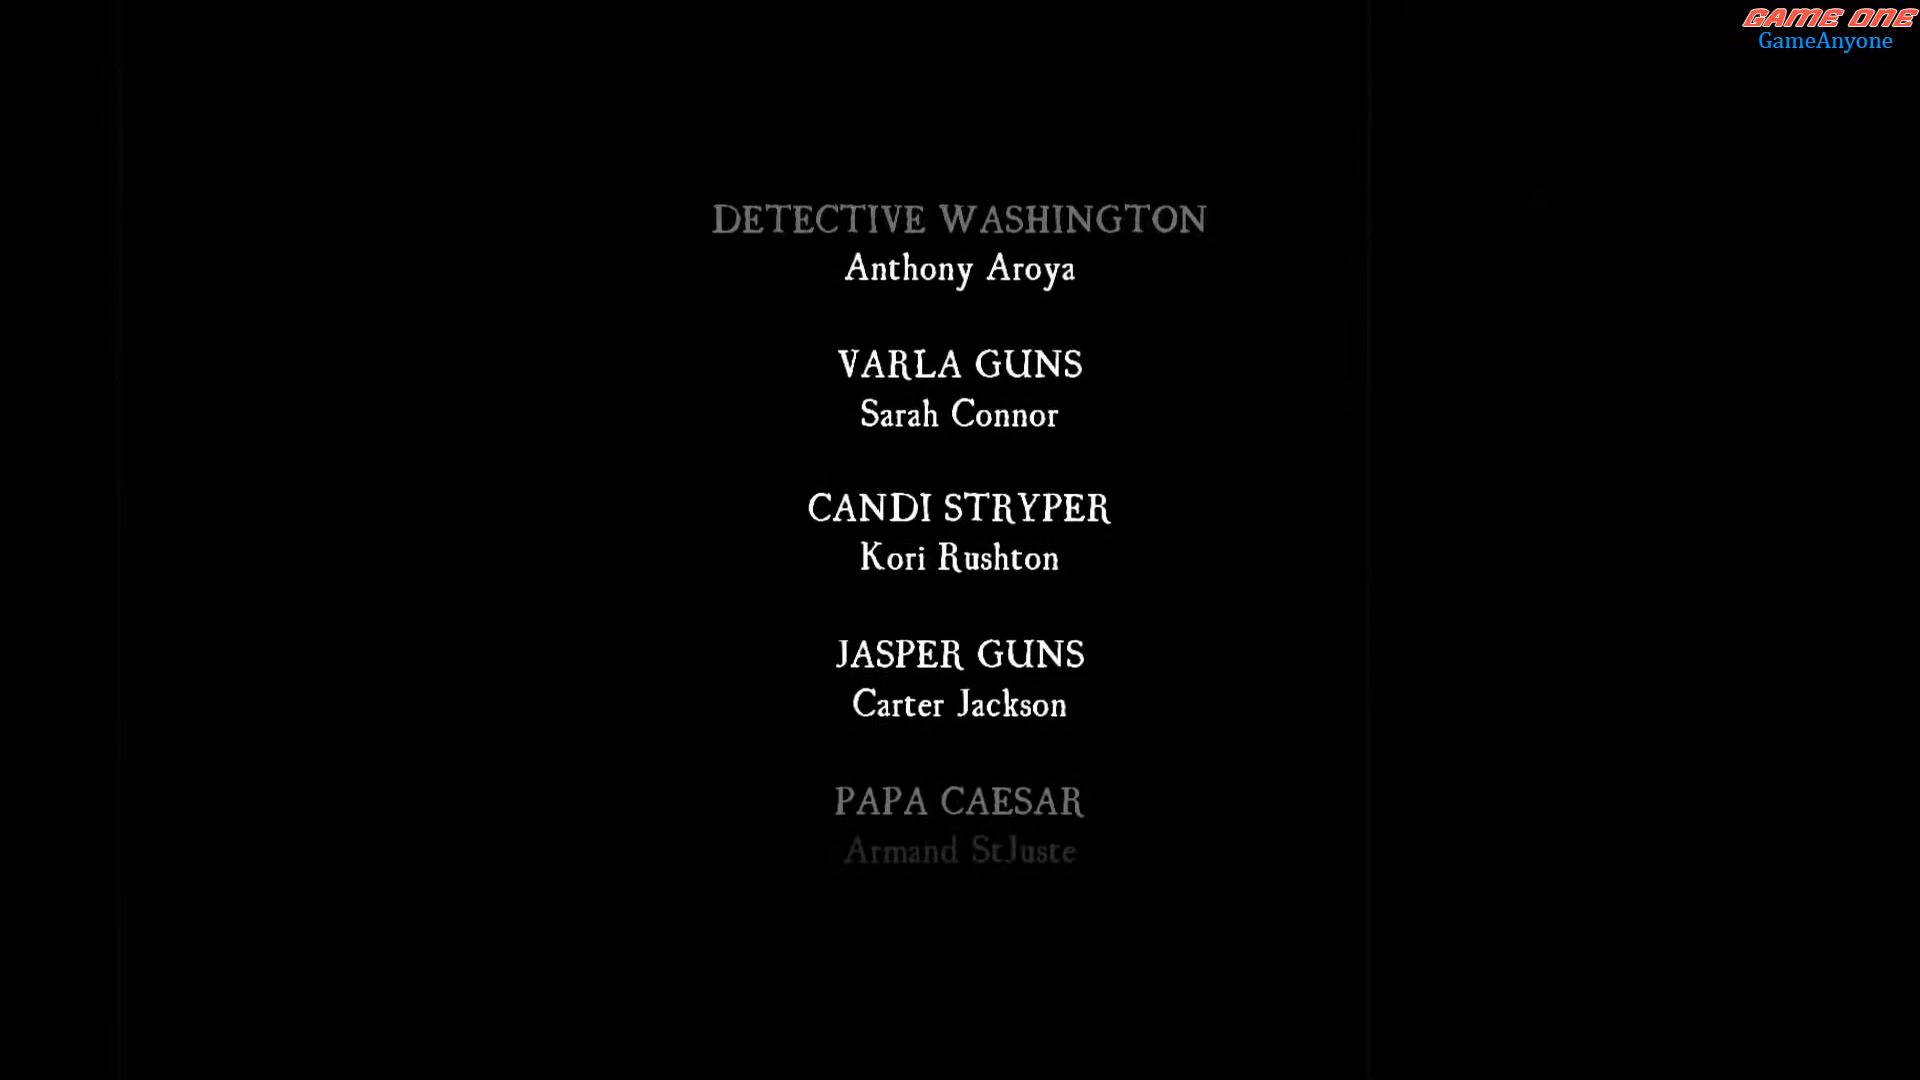 GAME ONE
GameAnyone
DETECTIVE WASHINGTON
Anthony Aroya
VARLA GUNS
Sarah Connor
CANDI STRYPER
Kori Rushton
JASPER GUNS
Carter Jackson
PAPA CAESAR
Armand StJuste